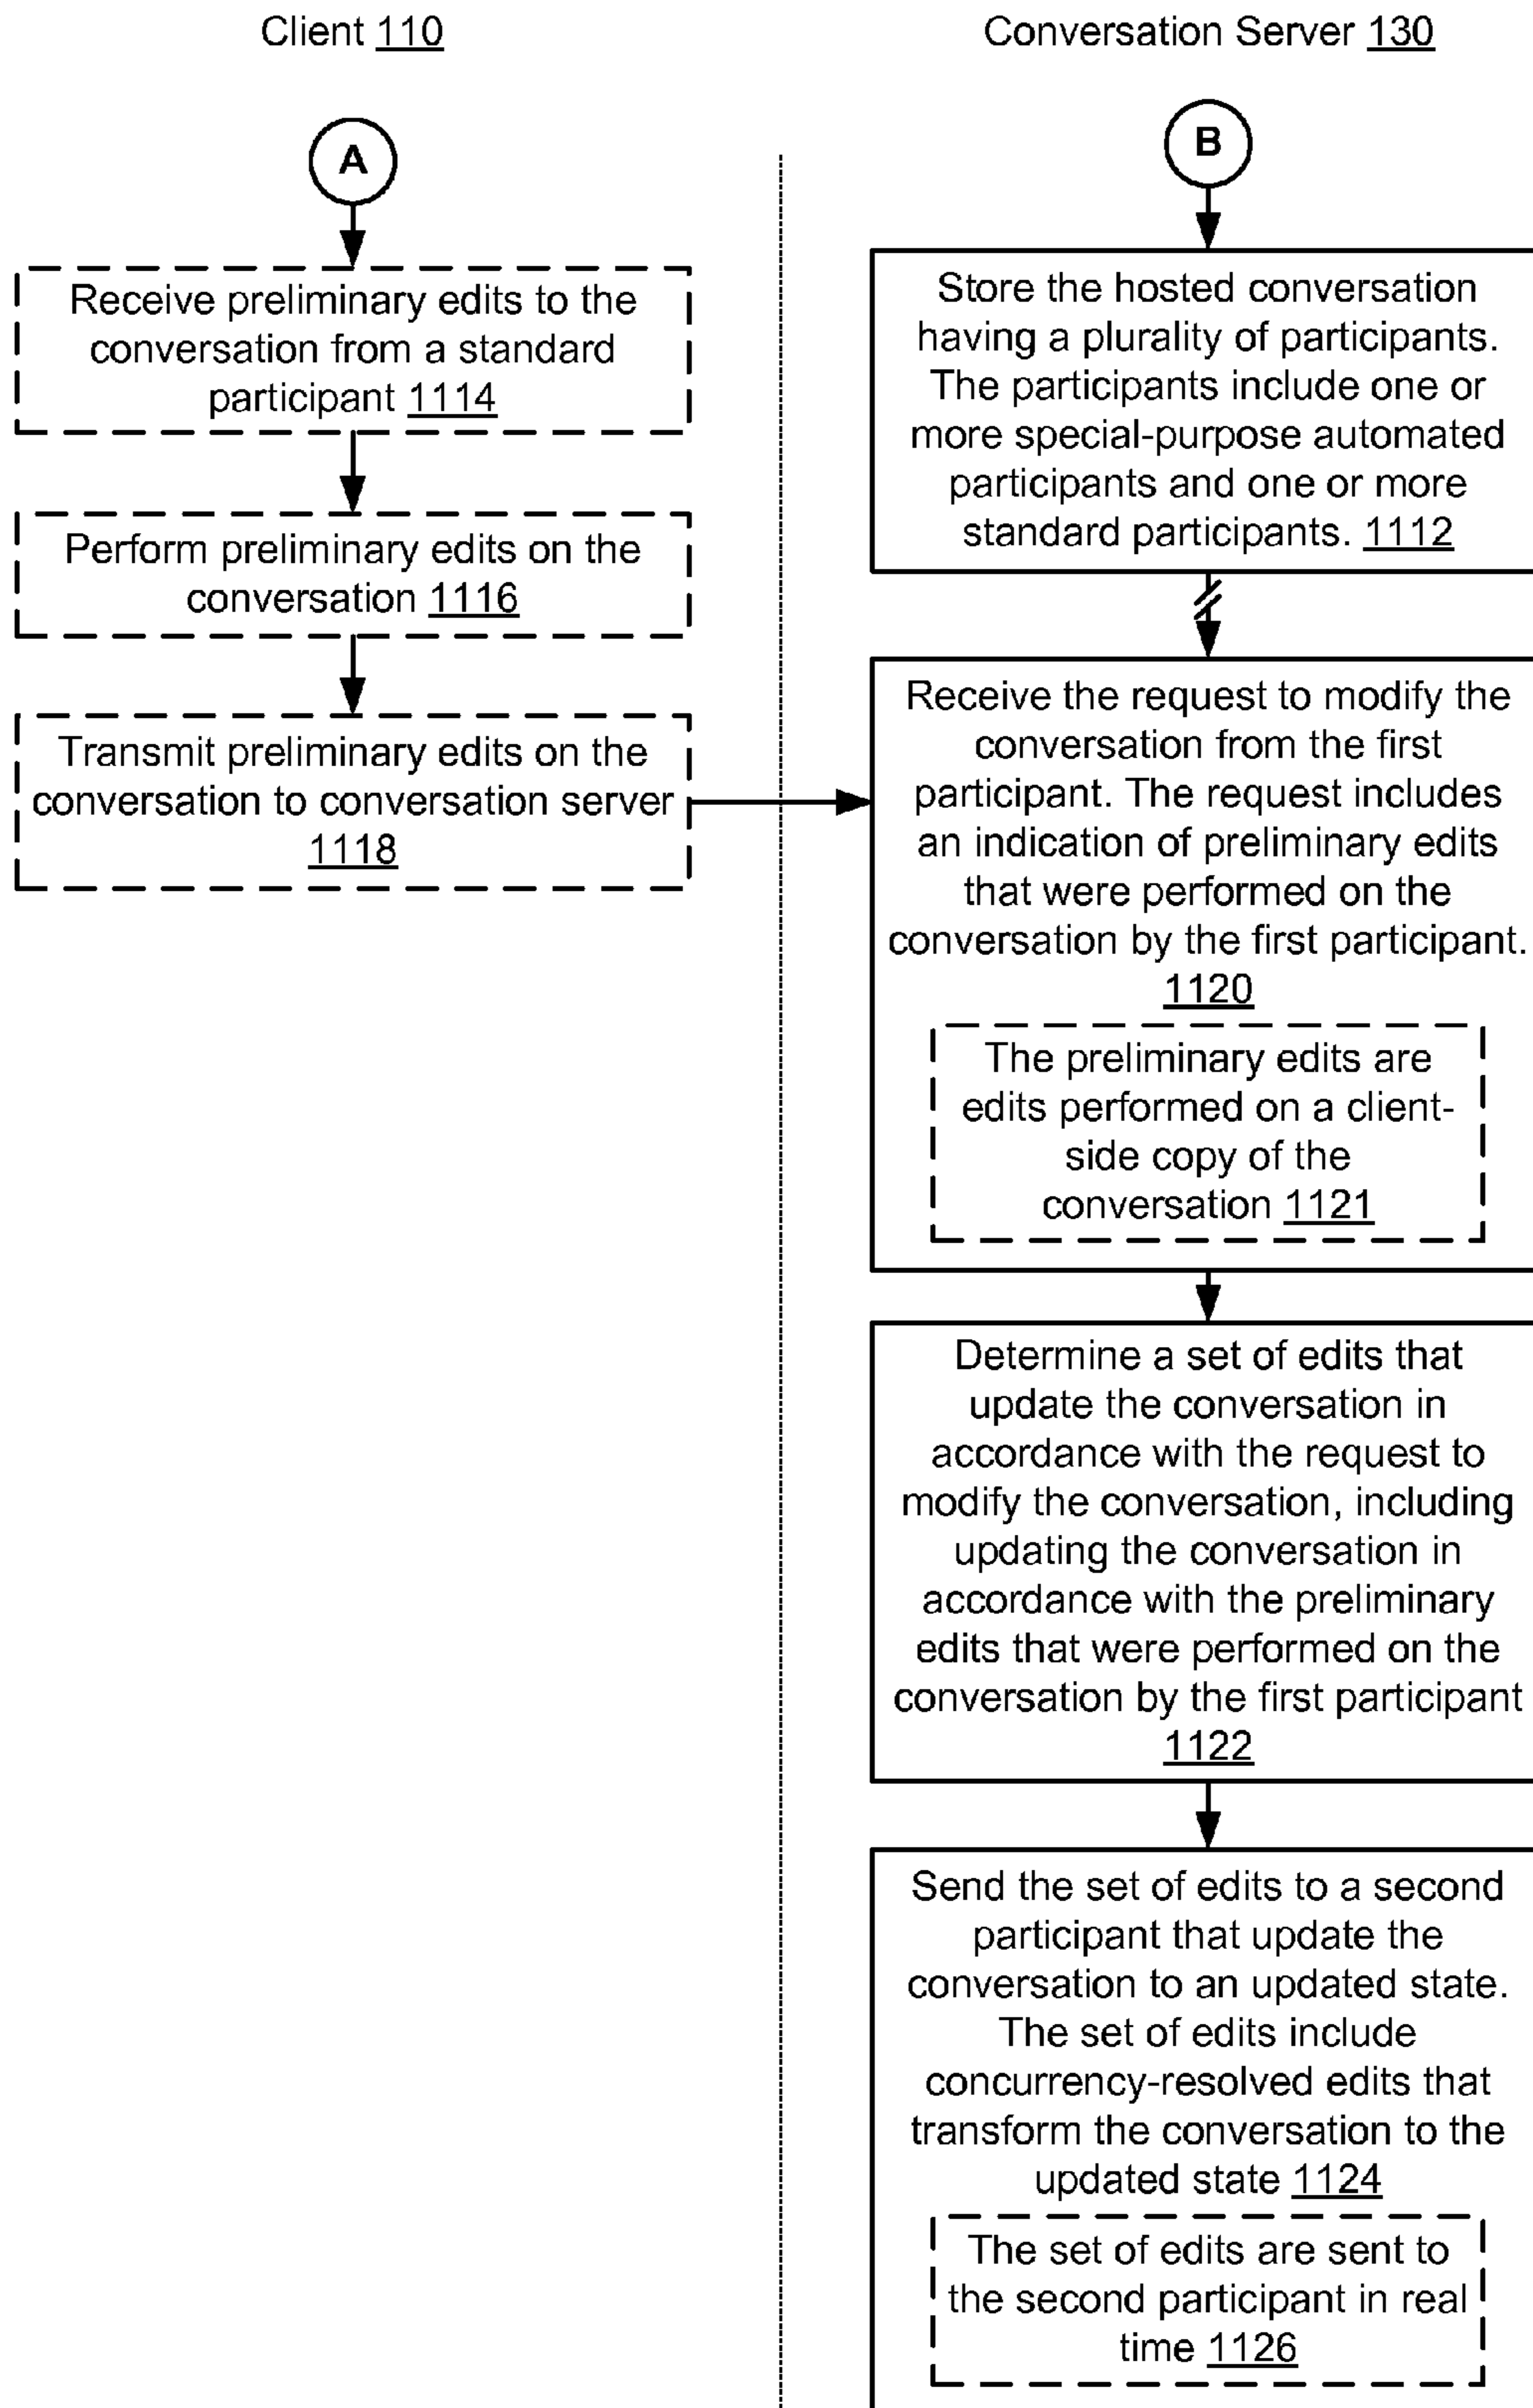 Client 110
Conversation Server 130
A
Receive preliminary edits to the
conversation from a standard
participant 1114
Perform preliminary edits on the
conversation 1116
Transmit preliminary edits on the
conversation to conversation server
1118
B
Store the hosted conversation
having a plurality of participants.
The participants include one or
more special-purpose automated
participants and one or more
standard participants. 1112
Receive the request to modify the
conversation from the first
participant. The request includes
an indication of preliminary edits
that were performed on the
conversation by the first participant.
1120
The preliminary edits are
edits performed on a client-
side copy of the
conversation 1121
Determine a set of edits that
update the conversation in
accordance with the request to
modify the conversation, including
updating the conversation in
accordance with the preliminary
edits that were performed on the
conversation by the first participant
1122
Send the set of edits to a second
participant that update the
conversation to an updated state.
The set of edits include
concurrency-resolved edits that
transform the conversation to the
updated state 1124
The set of edits are sent to
the second participant in real
time 1126